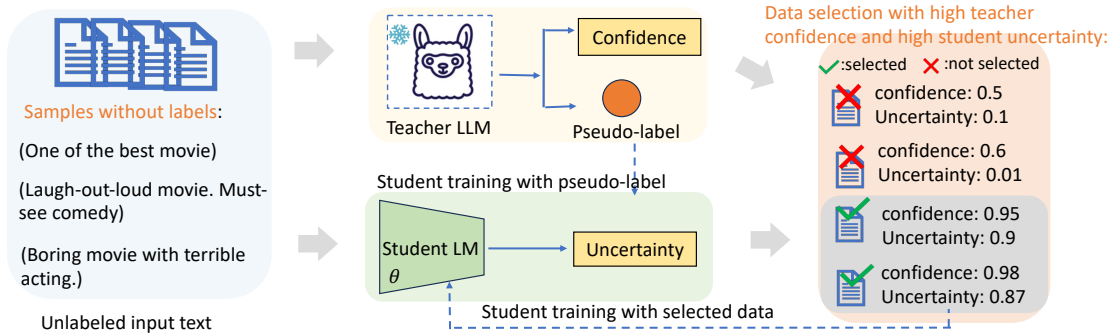 Samples without labels:
(One of the best movie)
(Laugh-out-loud movie. Must-
see comedy)
(Boring movie with terrible
acting.)
Unlabeled input text
Teacher LLM
Confidence
Pseudo-label
Student training with pseudo-label
Student LM
θ
Uncertainty
Student training with selected data
Data selection with high teacher
confidence and high student uncertainty:
:selected :not selected
confidence: 0.5
Uncertainty: 0.1
confidence: 0.6
Uncertainty: 0.01
confidence: 0.95
Uncertainty: 0.9
confidence: 0.98
Uncertainty: 0.87